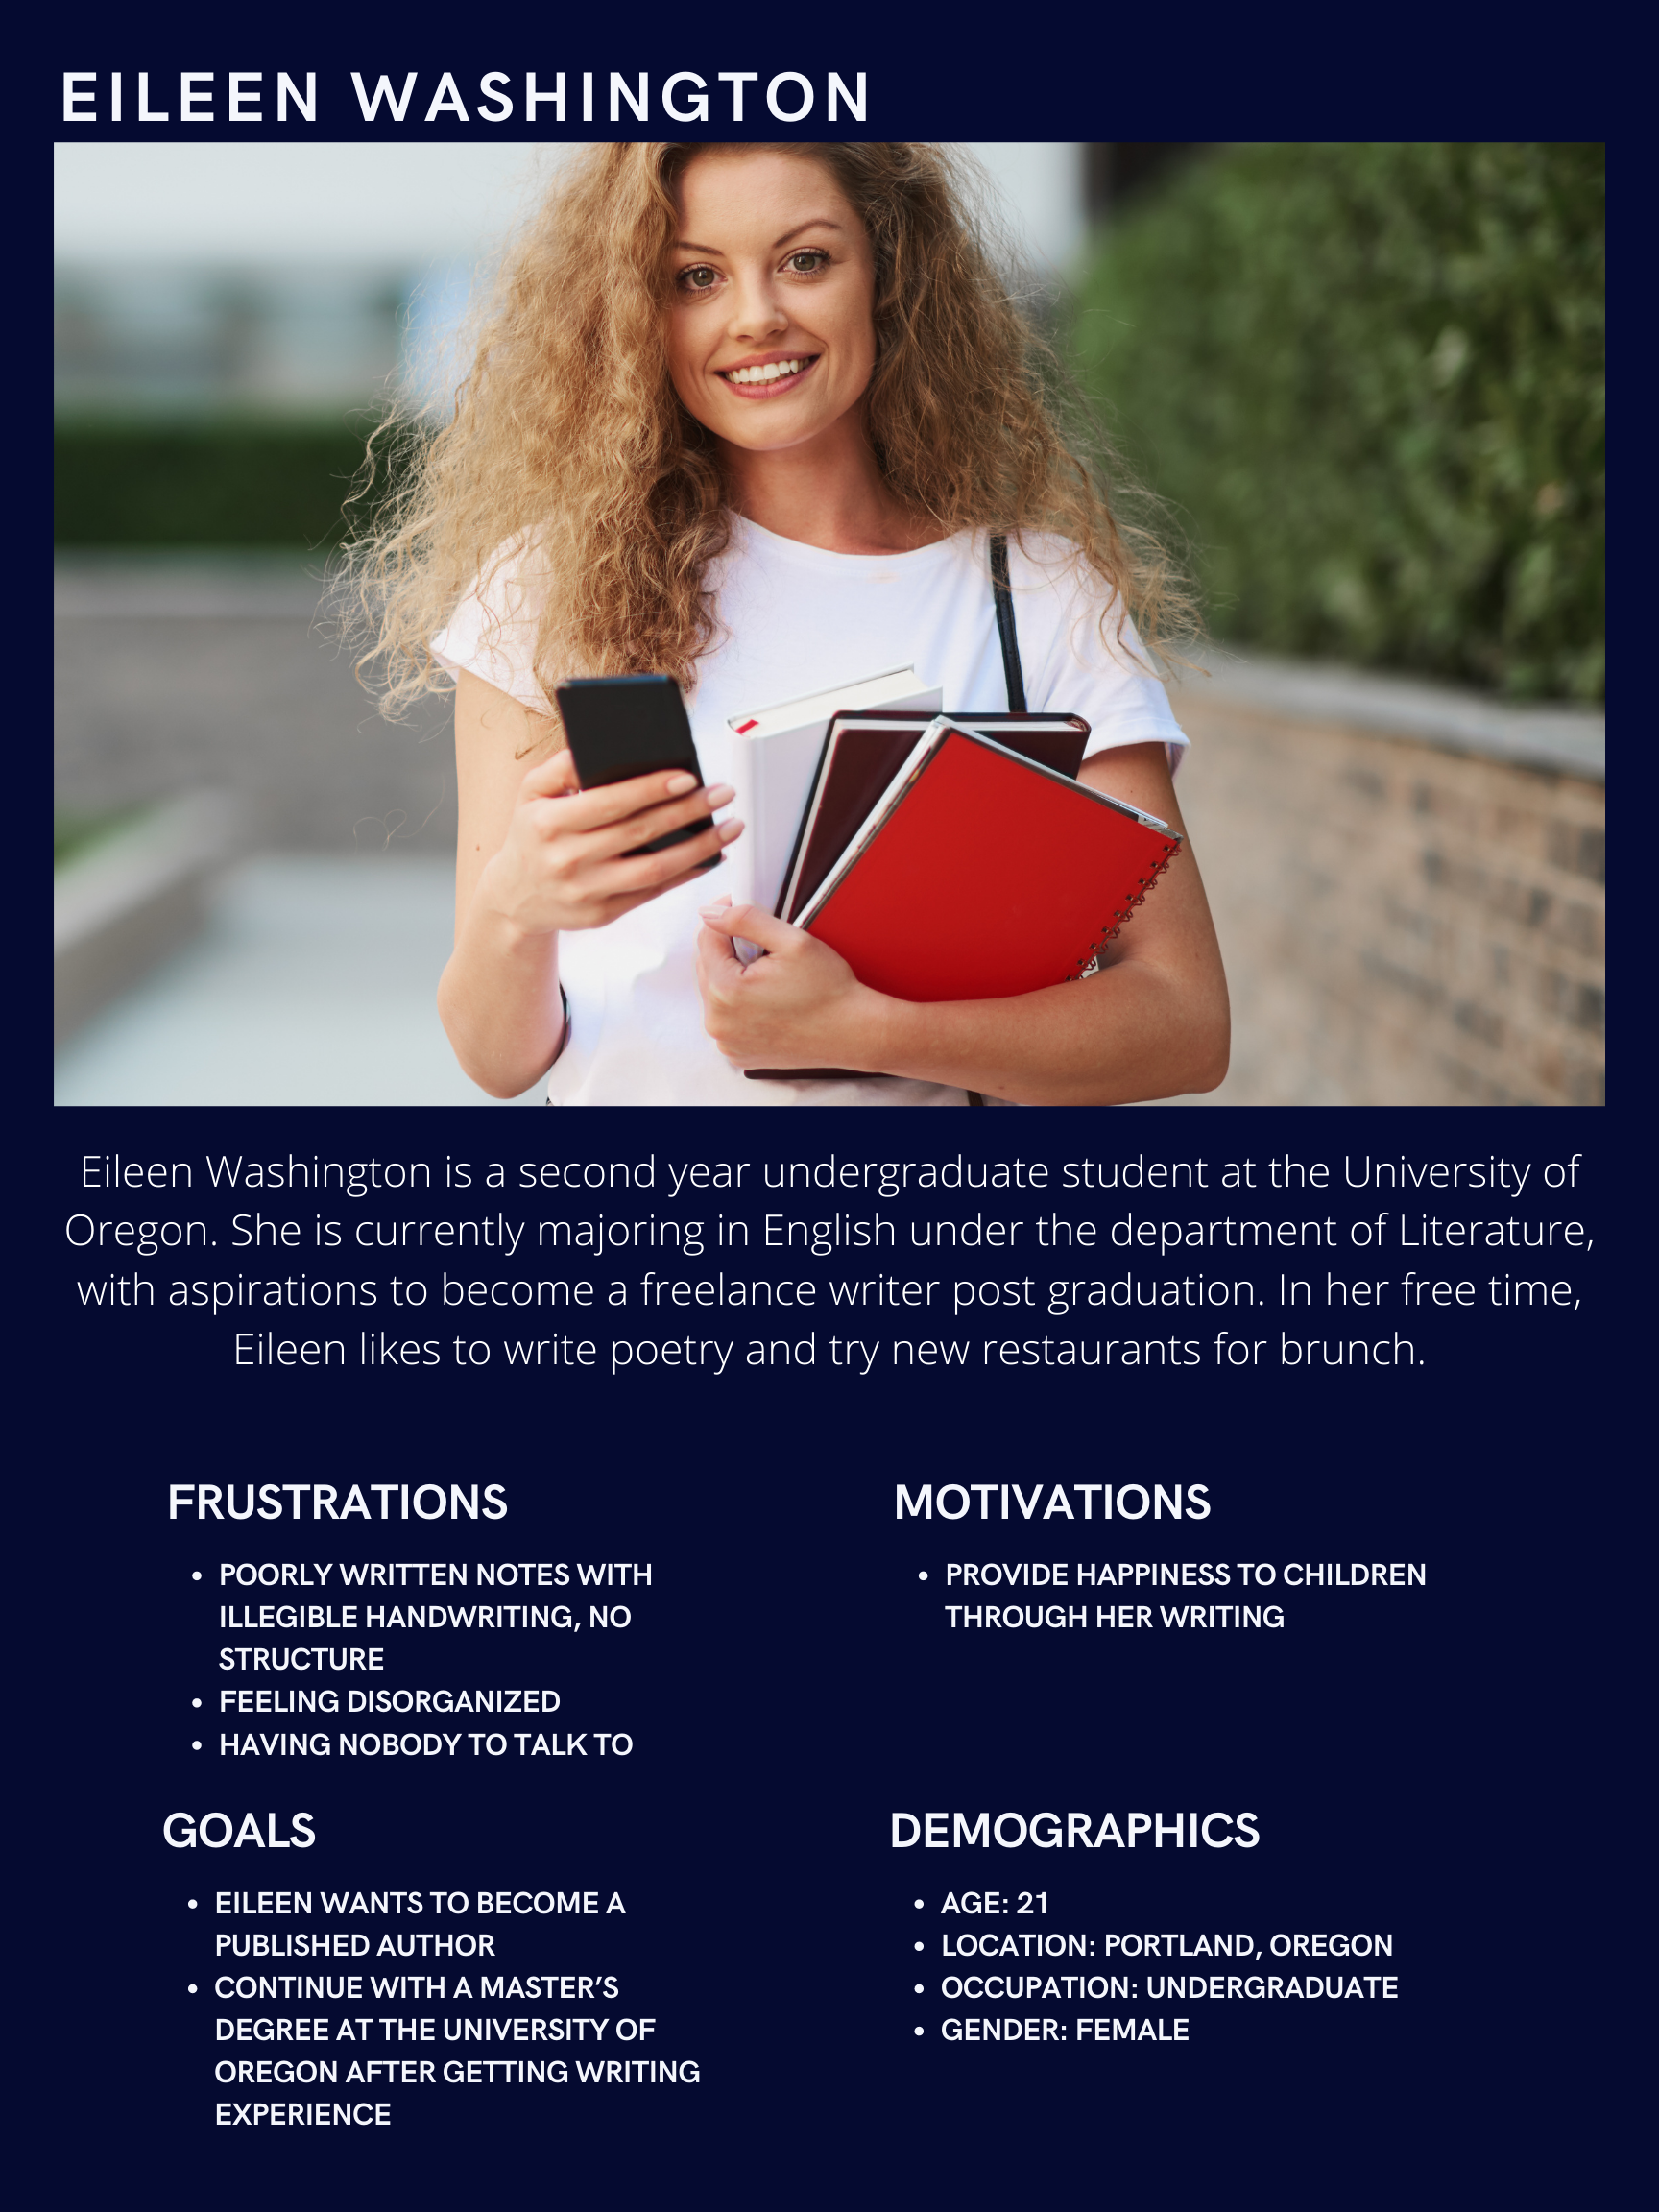 EILEEN WASHINGTON
Eileen Washington is a second year undergraduate student at the University of
Oregon. She is currently majoring in English under the department of Literature,
with aspirations to become a freelance writer post graduation. In her free time,
Eileen likes to write poetry and try new restaurants for brunch.
FRUSTRATIONS
• POORLY WRITTEN NOTES WITH
ILLEGIBLE HANDWRITING, NO
STRUCTURE
• FEELING DISORGANIZED
• HAVING NOBODY TO TALK TO
MOTIVATIONS
• PROVIDE HAPPINESS TO CHILDREN
THROUGH HER WRITING
GOALS
• EILEEN WANTS TO BECOME A
PUBLISHED AUTHOR
• CONTINUE WITH A MASTER’S
DEGREE AT THE UNIVERSITY OF
OREGON AFTER GETTING WRITING
EXPERIENCE
DEMOGRAPHICS
• AGE: 21
• LOCATION: PORTLAND, OREGON
• OCCUPATION: UNDERGRADUATE
• GENDER: FEMALE